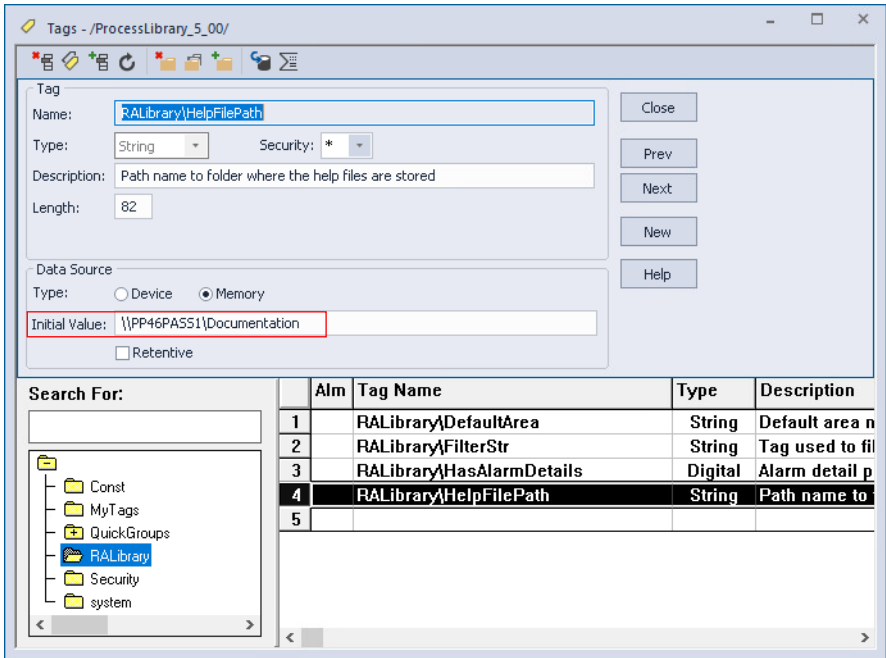 Tags - /ProcessLibrary_5_00/
Tag
Name: RALibrary\HelpFilePath
Close
Type: String Security: *
Prev
Description: Path name to folder where the help files are stored
Next
Length: 82
New
Data Source
Help
Type: Device Memory
Initial Value: \\PP46PASS1\Documentation
Retentive
Search For:
Alm Tag Name Type Description
1 RALibrary\DefaultArea String Default area n
2 RALibrary\FilterStr String Tag used to fil
3 RALibrary\HasAlarmDetails Digital Alarm detail p
4 RALibrary\HelpFilePath String Path name to
5
Const
MyTags
QuickGroups
RALibrary
Security
system